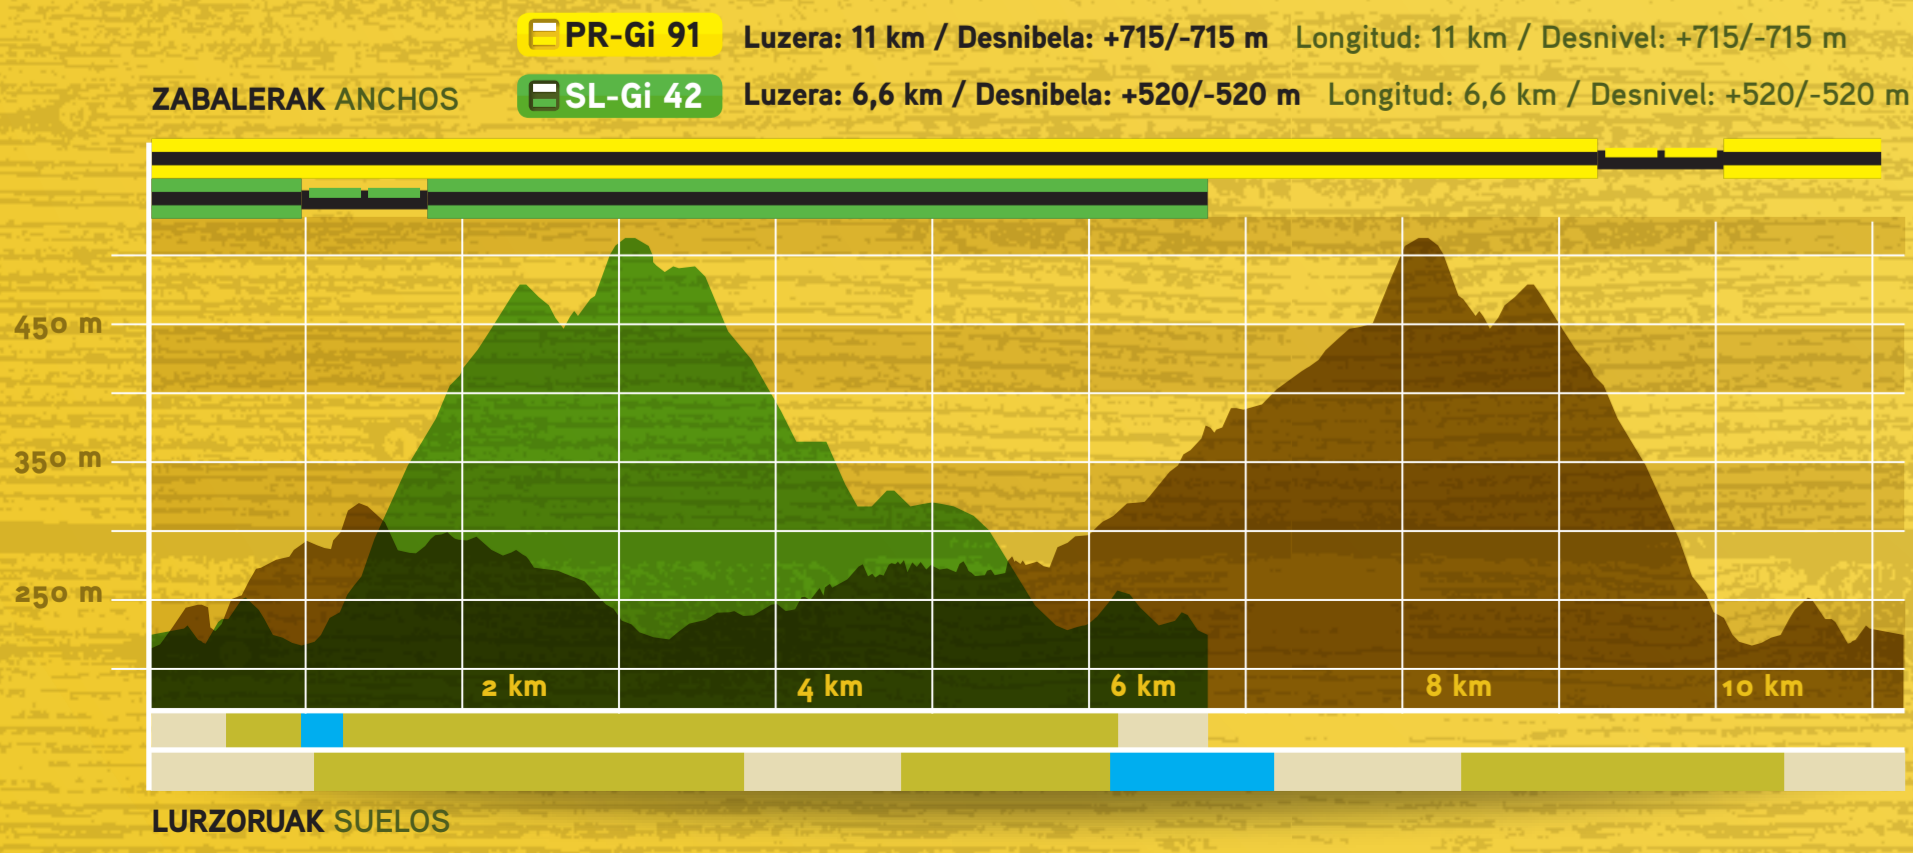 PR-Gi 91 Luzera: 11 km / Desnibela: +715/-715 m Longitud: 11 km / Desnivel: +715/-715 m
ZABALERAK ANCHOS SL-Gi 42 Luzera: 6,6 km / Desnibela: +520/-520 m Longitud: 6,6 km / Desnivel: +520/-520 m
450 m
350 m
250 m
2 km 4 km 6 km 8 km 10 km
LURZORUAK SUELOS